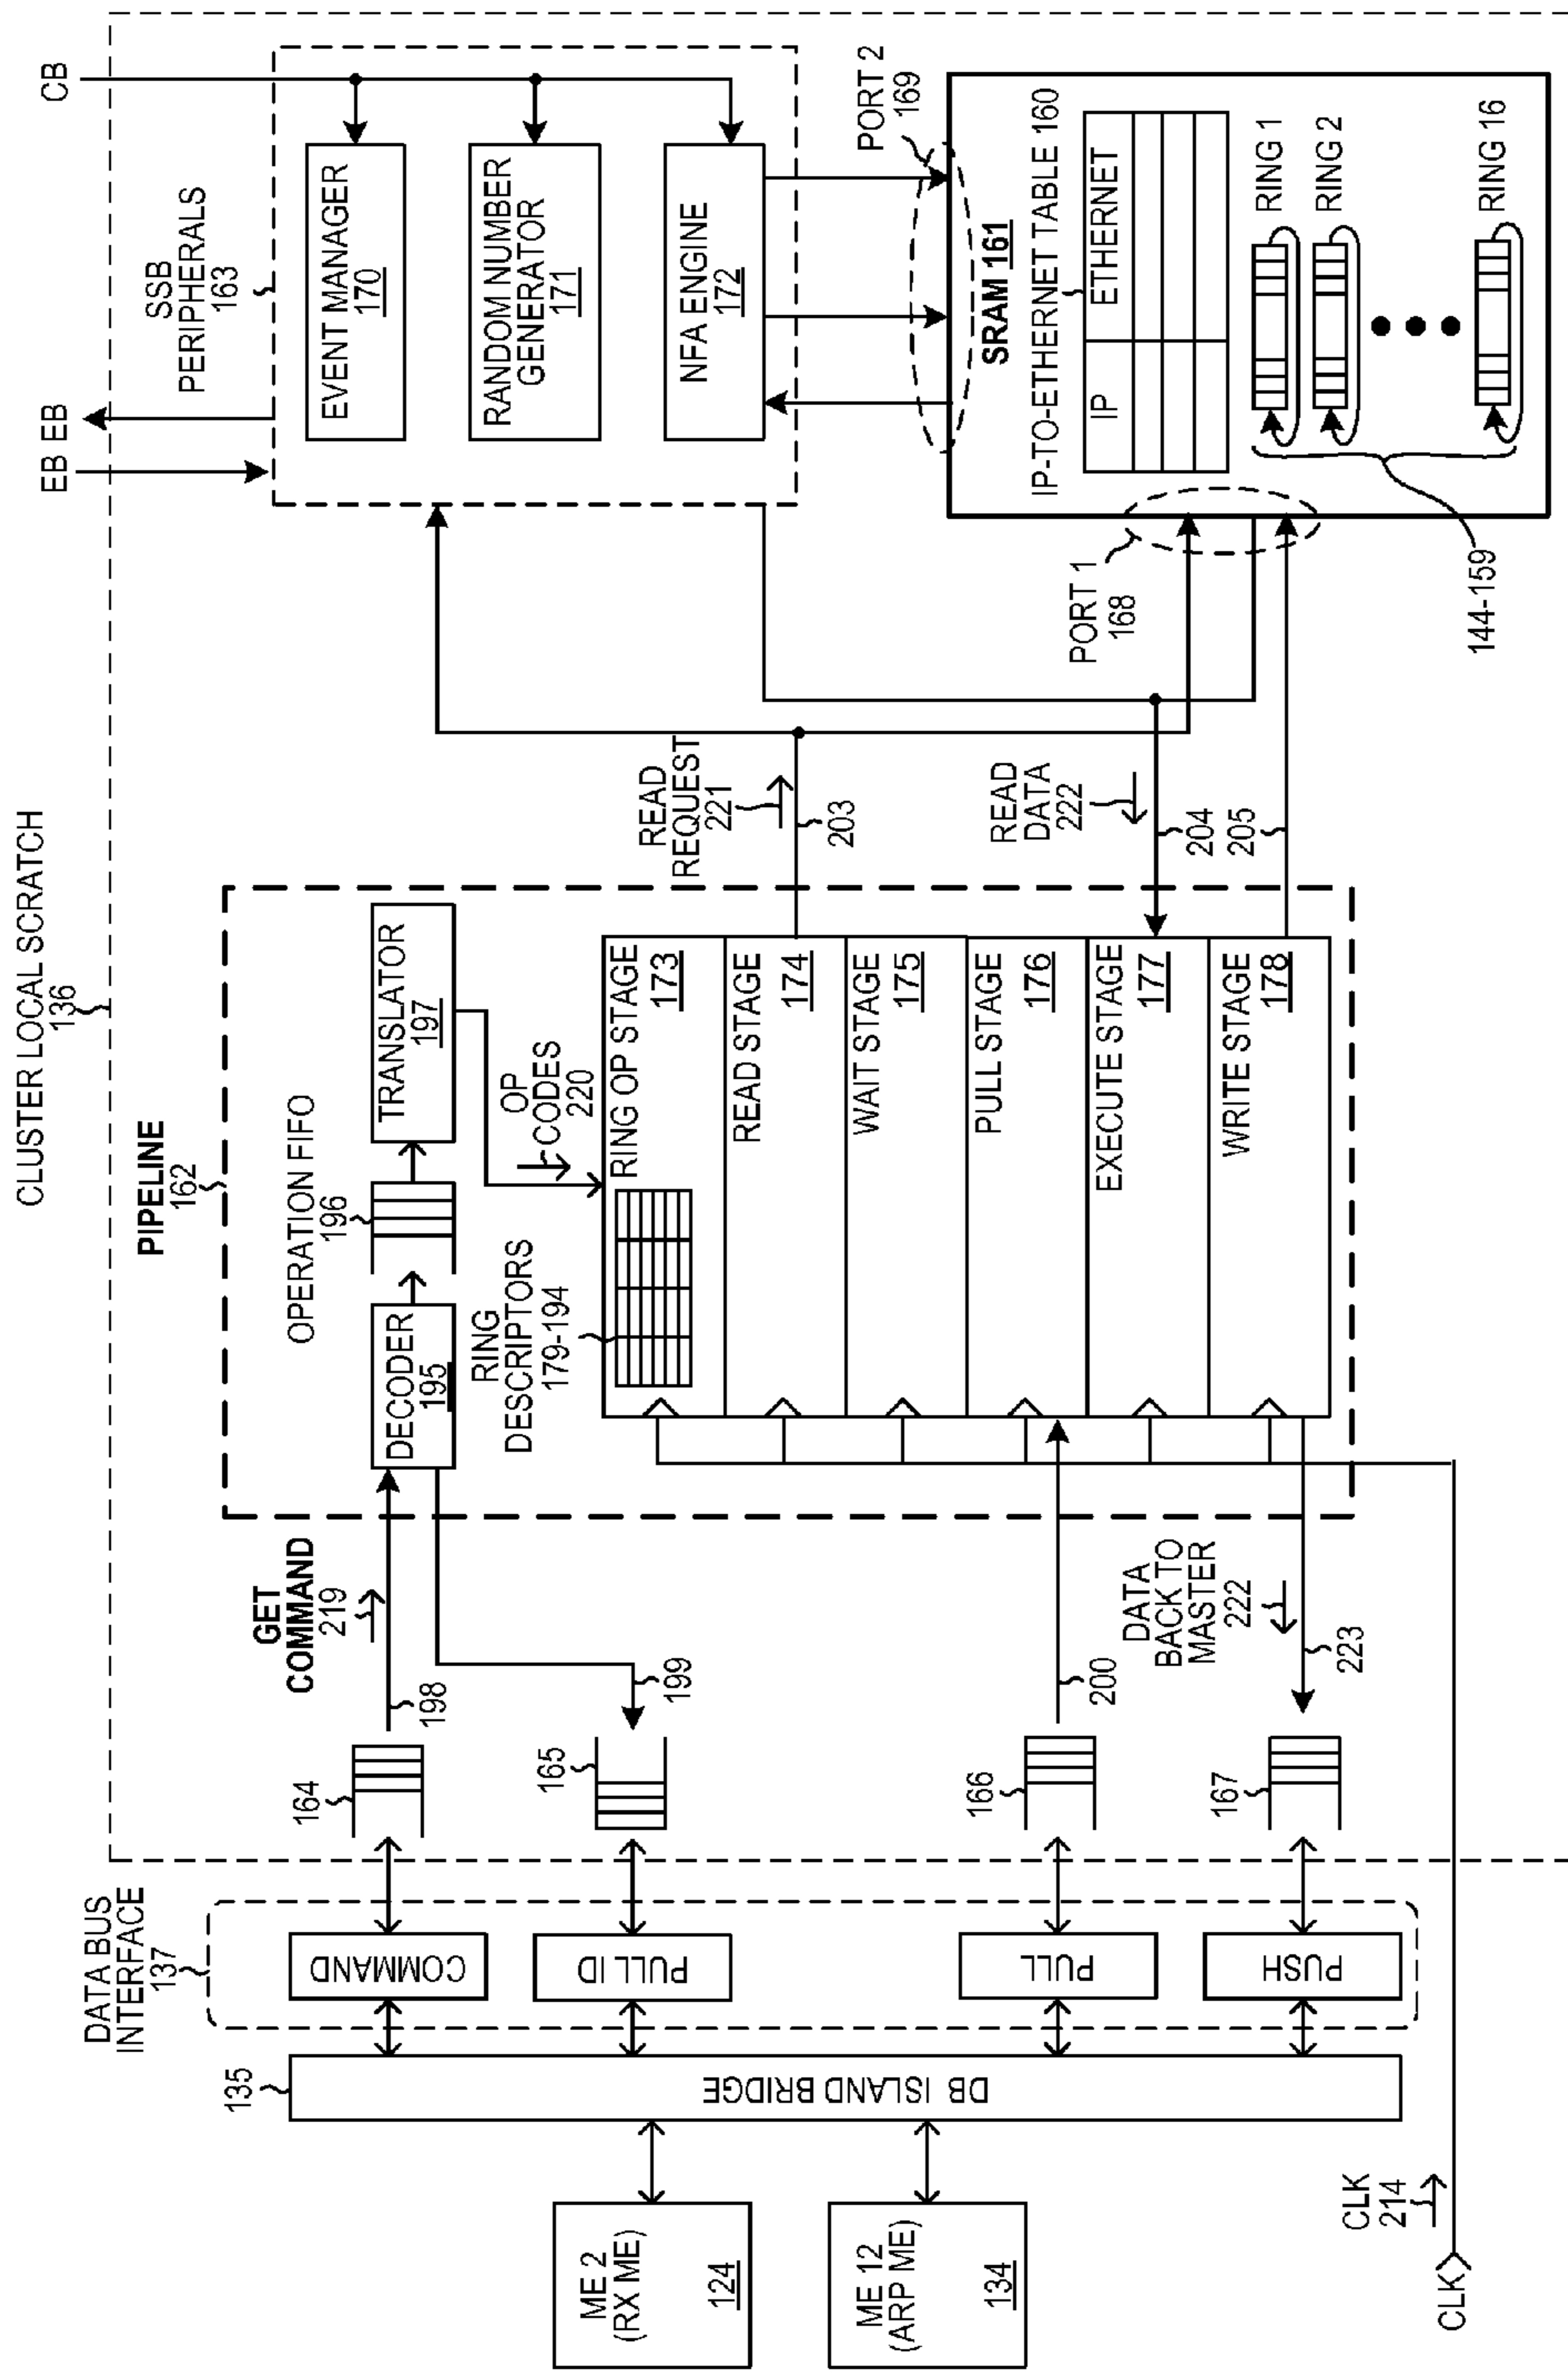 CLUSTER LOCAL SCRATCH
136
DATA BUS
INTERFACE
137
135
DB ISLAND BRIDGE
ME 2
(RX ME)
124
ME 12
(ARP ME)
134
CLK
CLK
214
COMMAND
PULL ID
PULL
PUSH
164
165
166
167
198
199
200
223
GET
COMMAND
219
DATA
BACK TO
MASTER
222
PIPELINE
162
DECODER
195
OPERATION FIFO
196
TRANSLATOR
197
OP
CODES
220
RING
DESCRIPTORS
179-194
RING OP STAGE
173
READ STAGE
174
WAIT STAGE
175
PULL STAGE
176
EXECUTE STAGE
177
WRITE STAGE
178
READ
REQUEST
221
203
READ
DATA
222
204
205
EB
EB
CB
SSB
PERIPHERALS
163
EVENT MANAGER
170
RANDOM NUMBER
GENERATOR
171
NFA ENGINE
172
PORT 1
168
PORT 2
169
SRAM 161
IP-TO-ETHERNET TABLE 160
IP
ETHERNET
RING 1
RING 2
RING 16
144-159